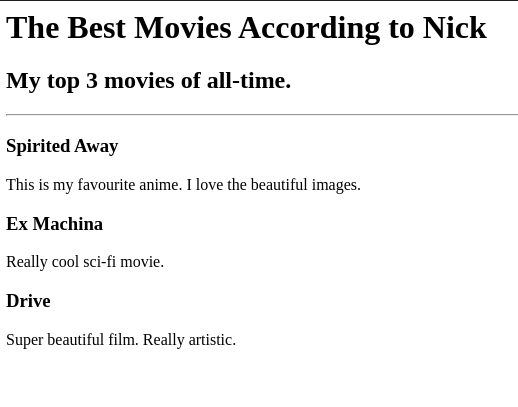 The Best Movies According to Nick
My top 3 movies of all-time.
Spirited Away
This is my favourite anime. I love the beautiful images.
Ex Machina
Really cool sci-fi movie.
Drive
Super beautiful film. Really artistic.